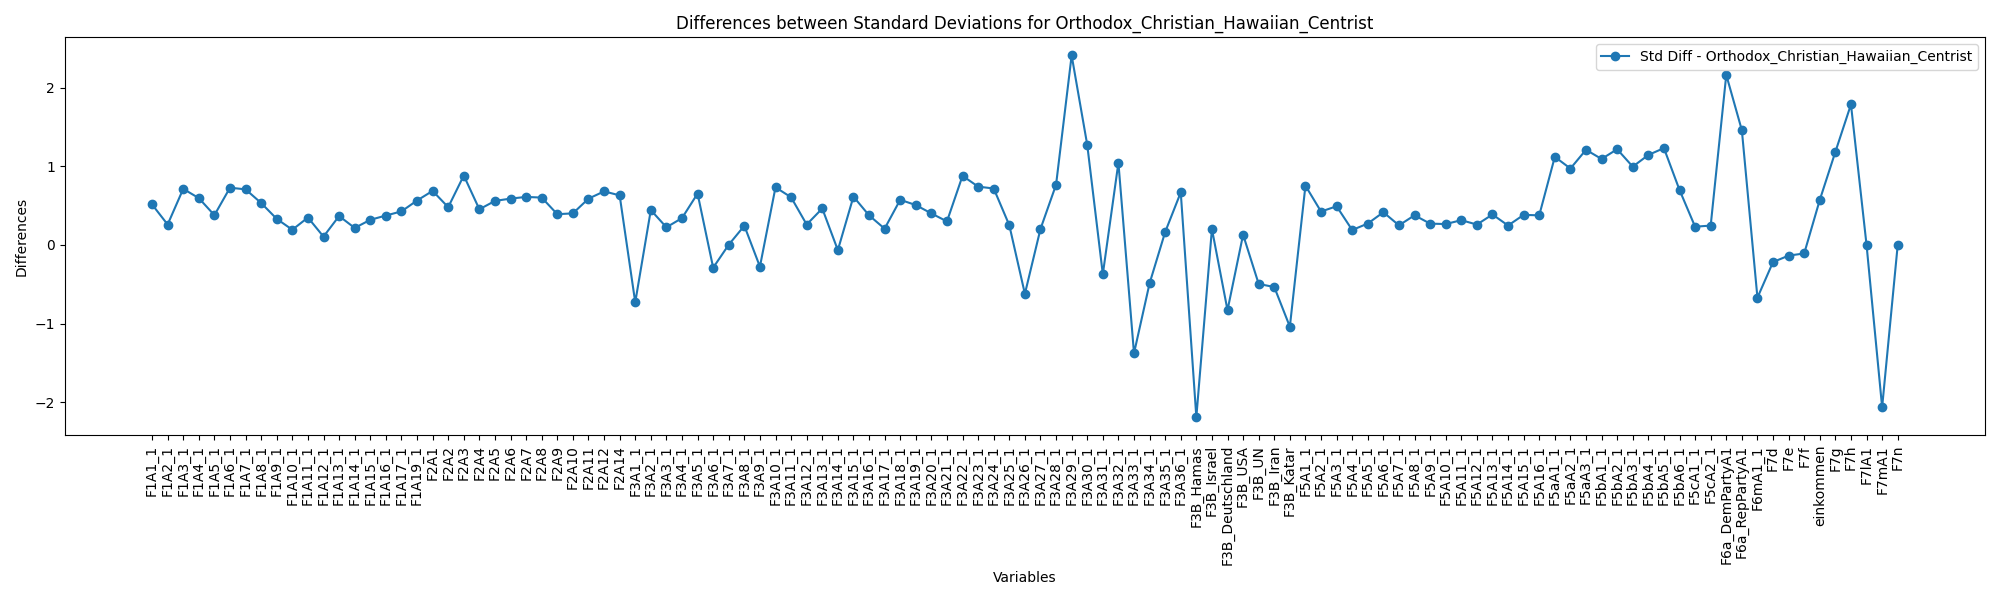 Differences between Standard Deviations for Orthodox_Christian_Hawaiian_Centrist
Std Diff - Orthodox_Christian_Hawaiian_Centrist
Differences
2
1
0
−1
−2
F1A1_1
F1A2_1
F1A3_1
F1A4_1
F1A5_1
F1A6_1
F1A7_1
F1A8_1
F1A9_1
F1A10_1
F1A11_1
F1A12_1
F1A13_1
F1A14_1
F1A15_1
F1A16_1
F1A17_1
F1A19_1
F2A1
F2A2
F2A3
F2A4
F2A5
F2A6
F2A7
F2A8
F2A9
F2A10
F2A11
F2A12
F2A14
F3A1_1
F3A2_1
F3A3_1
F3A4_1
F3A5_1
F3A6_1
F3A7_1
F3A8_1
F3A9_1
F3A10_1
F3A11_1
F3A12_1
F3A13_1
F3A14_1
F3A15_1
F3A16_1
F3A17_1
F3A18_1
F3A19_1
F3A20_1
F3A21_1
F3A22_1
F3A23_1
F3A24_1
F3A25_1
F3A26_1
F3A27_1
F3A28_1
F3A29_1
F3A30_1
F3A31_1
F3A32_1
F3A33_1
F3A34_1
F3A35_1
F3A36_1
F3B_Hamas
F3B_Israel
F3B_Deutschland
F3B_USA
F3B_UN
F3B_Iran
F3B_Katar
F5A1_1
F5A2_1
F5A3_1
F5A4_1
F5A5_1
F5A6_1
F5A7_1
F5A8_1
F5A9_1
F5A10_1
F5A11_1
F5A12_1
F5A13_1
F5A14_1
F5A15_1
F5A16_1
F5aA1_1
F5aA2_1
F5aA3_1
F5bA1_1
F5bA2_1
F5bA3_1
F5bA4_1
F5bA5_1
F5bA6_1
F5cA1_1
F5cA2_1
F6a_DemPartyA1
F6a_RepPartyA1
F6mA1_1
F7d
F7e
F7f
einkommen
F7g
F7h
F7lA1
F7mA1
F7n
Variables